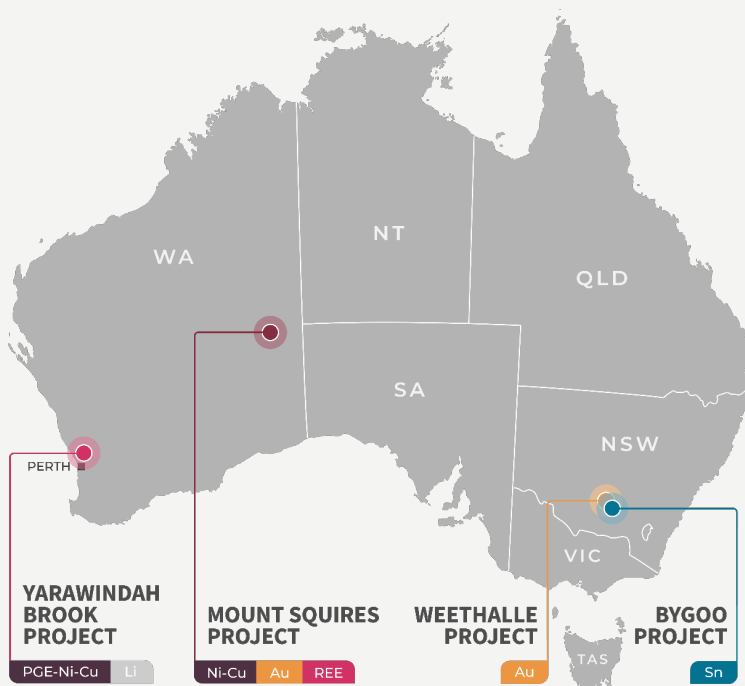 WA
NT
QLD
SA
NSW
PERTH
VIC
TAS
YARAWINDAH
BROOK
PROJECT
PGE-Ni-Cu Li
MOUNT SQUIRES
PROJECT
Ni-Cu Au REE
WEETHALLE
PROJECT
Au
BYGOO
PROJECT
Sn